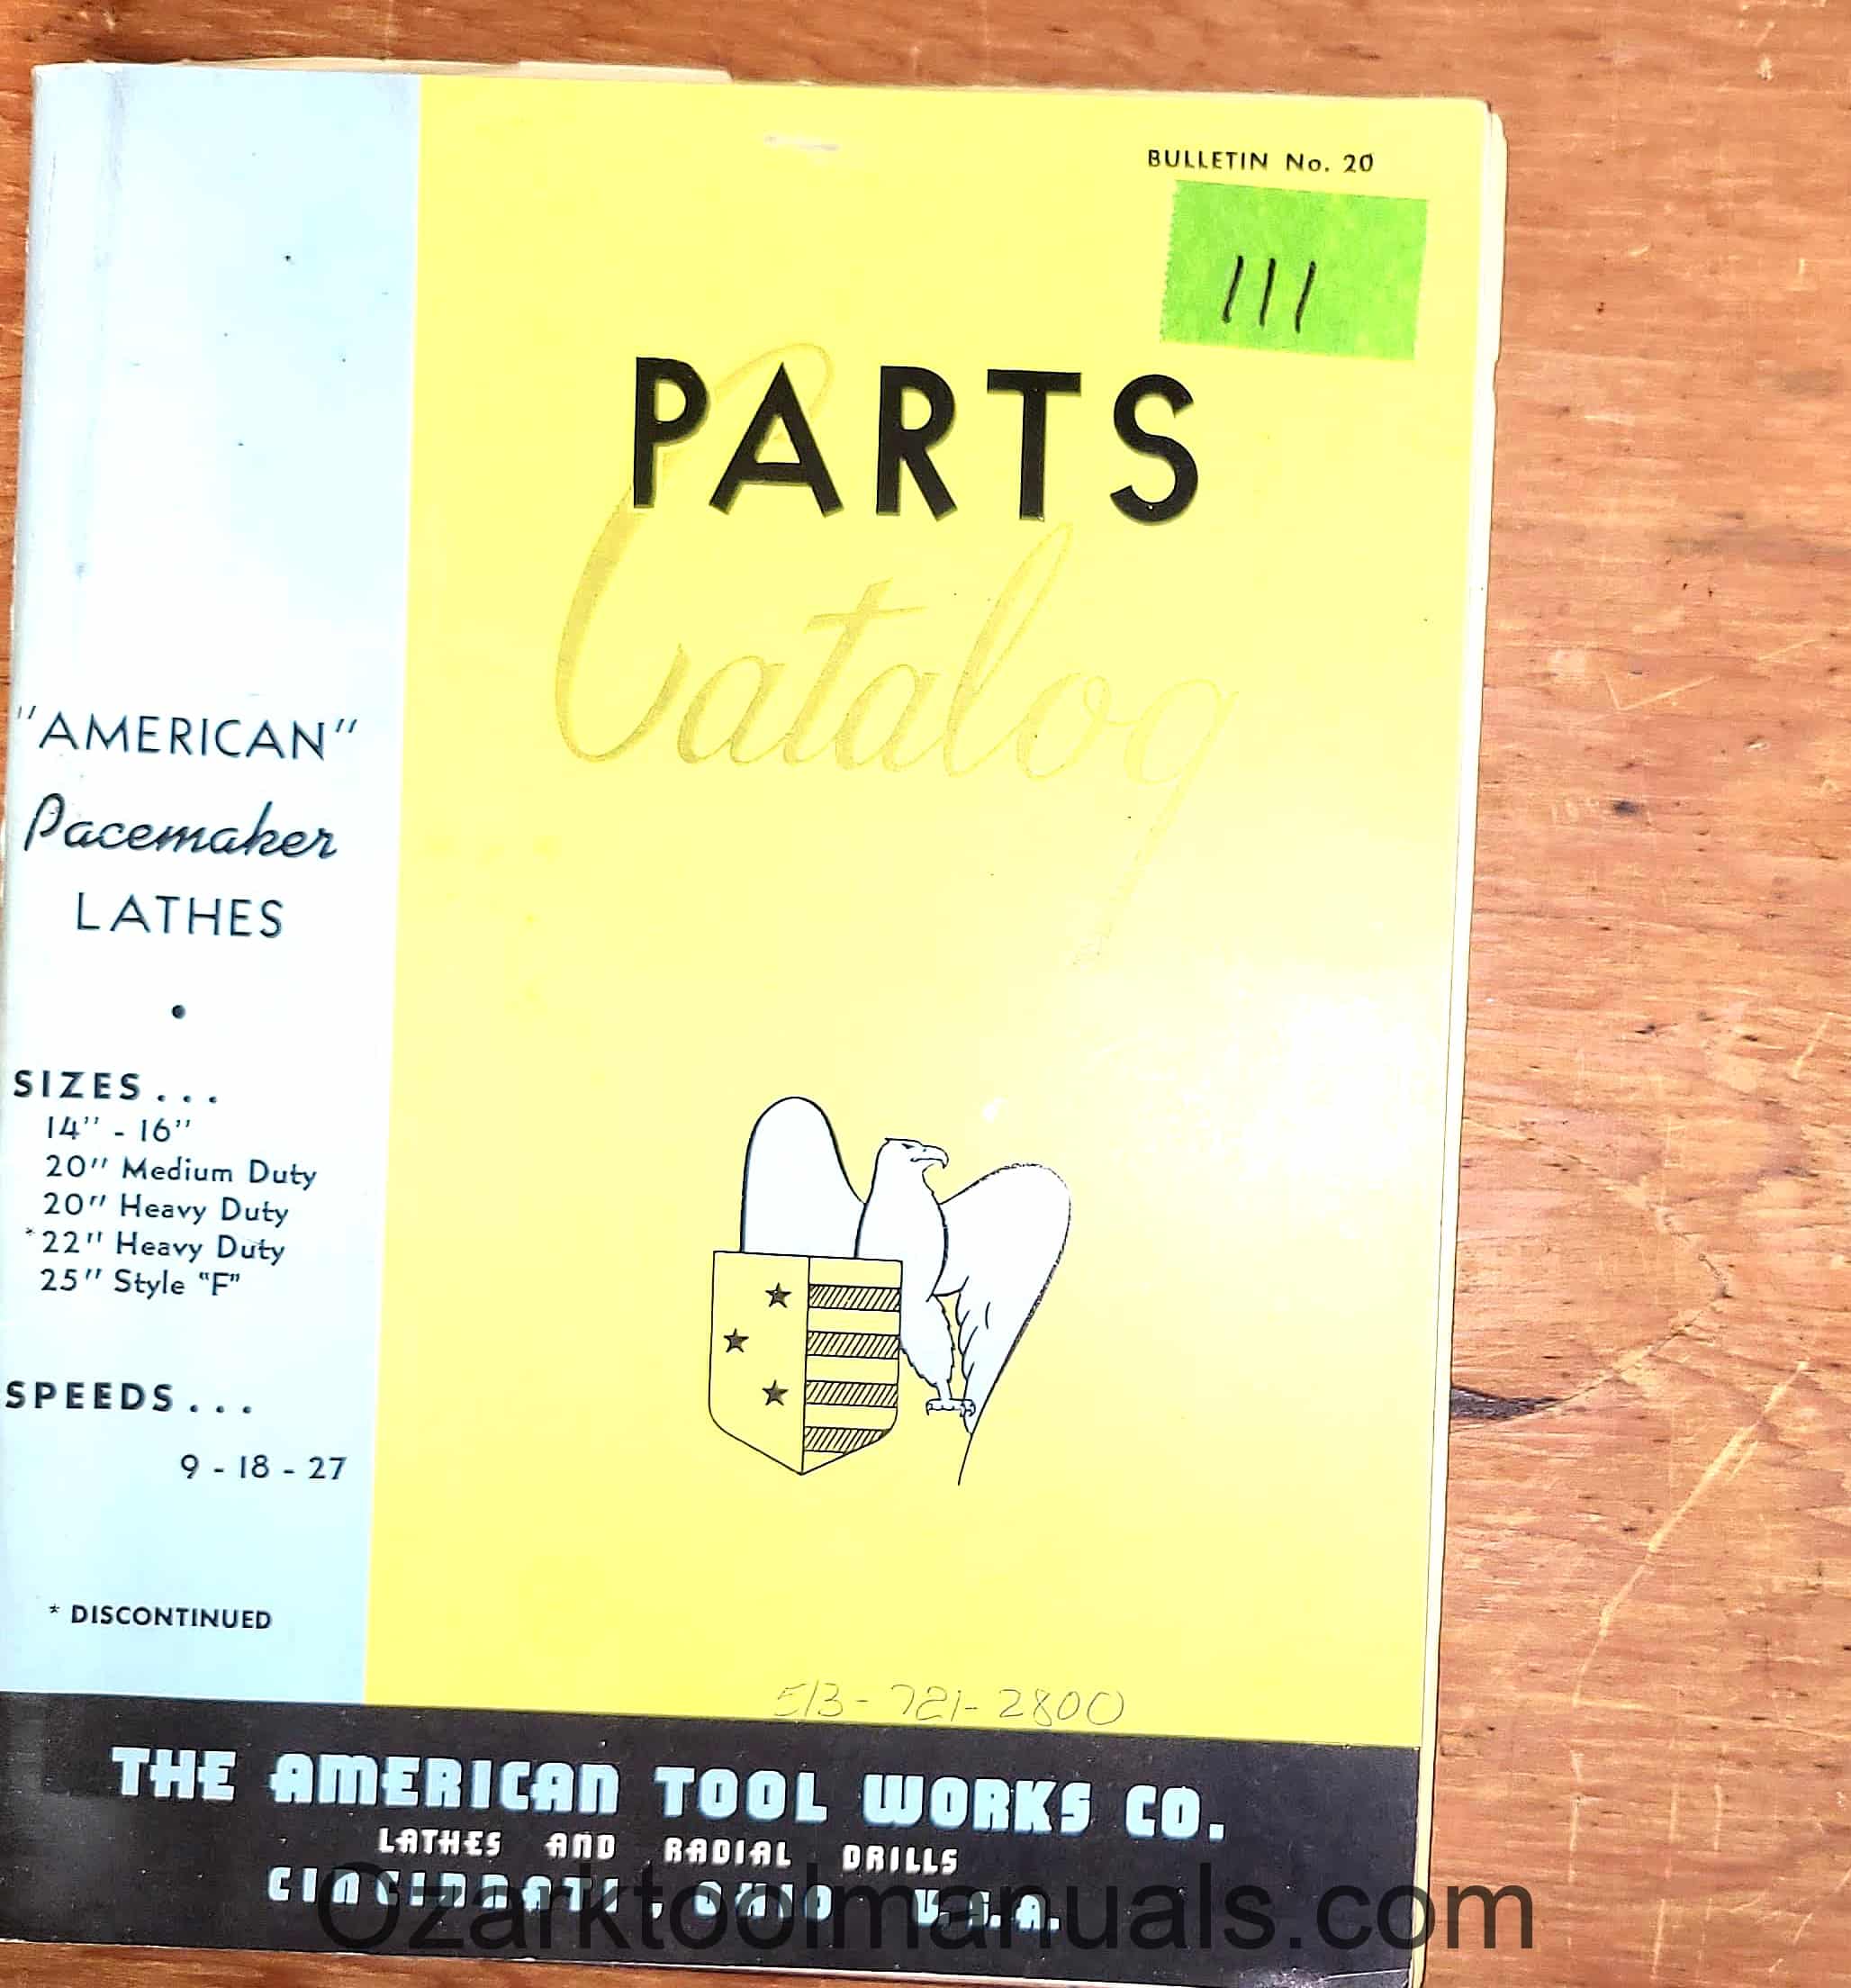 BULLETIN No. 20
111
PARTS
Catalog
"AMERICAN"
Pacemaker
LATHES
•
SIZES...
14" - 16"
20" Medium Duty
20" Heavy Duty
*22" Heavy Duty
25" Style "F"
SPEEDS...
9 - 18 - 27
* DISCONTINUED
513-721-2800
THE AMERICAN TOOL WORKS CO.
LATHES AND RADIAL DRILLS
CINCINNATI, OHIO U.S.A.
Ozarktoolmanuals.com